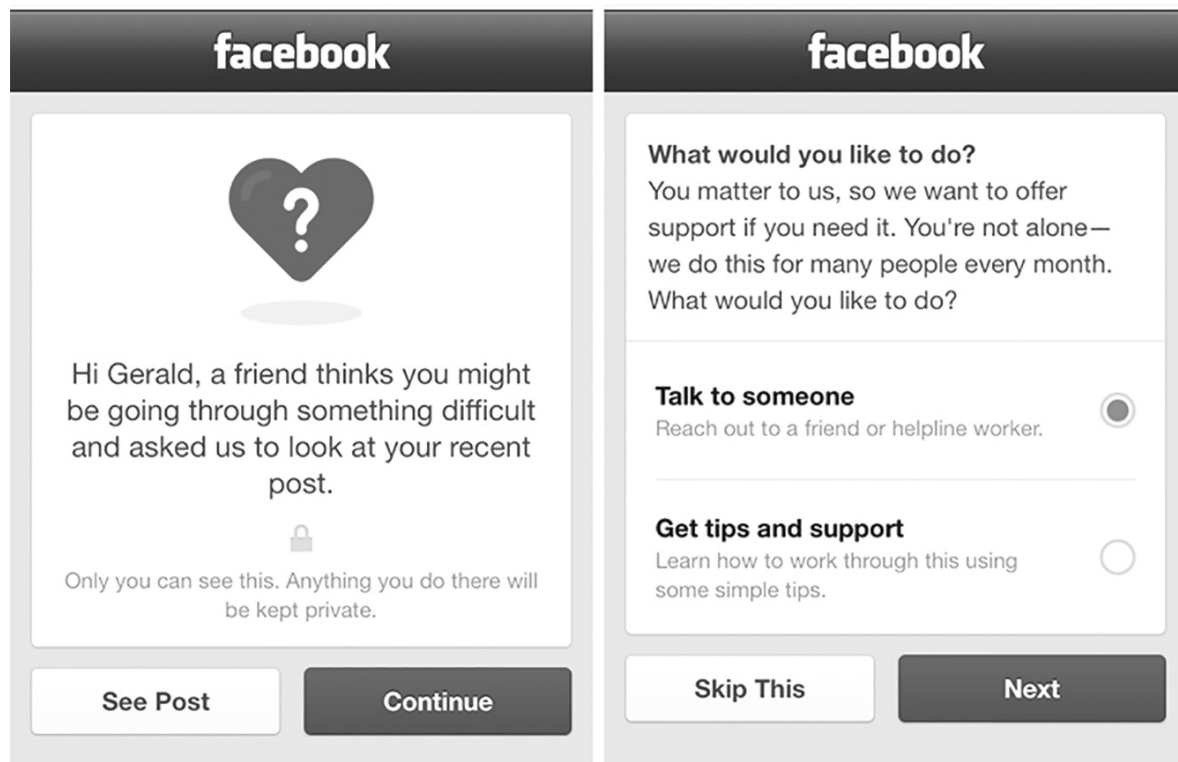 facebook
?
Hi Gerald, a friend thinks you might
be going through something difficult
and asked us to look at your recent
post.
Only you can see this. Anything you do there will
be kept private.
See Post
Continue
facebook
What would you like to do?
You matter to us, so we want to offer
support if you need it. You're not alone—
we do this for many people every month.
What would you like to do?
Talk to someone
Reach out to a friend or helpline worker.
Get tips and support
Learn how to work through this using
some simple tips.
Skip This
Next